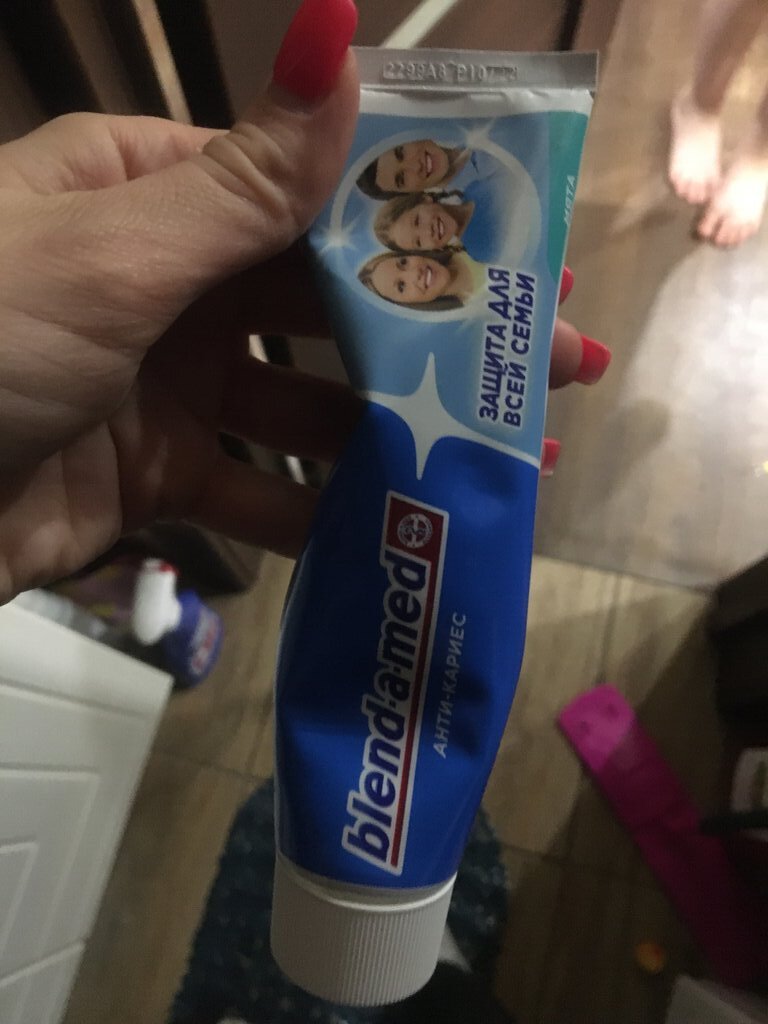 МЯТА
ЗАЩИТА ДЛЯ
ВСЕЙ СЕМЬИ
blend-a-med
АНТИ-КАРИЕС